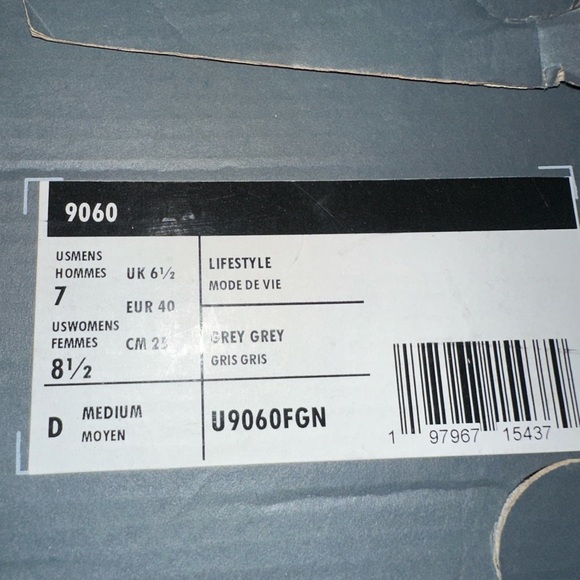 9060
USMENS
HOMMES
7
UK 6½
EUR 40
USWOMENS
FEMMES
CM 25
8½
LIFESTYLE
MODE DE VIE
GREY GREY
GRIS GRIS
D
MEDIUM
MOYEN
U9060FGN
1 97967 15437